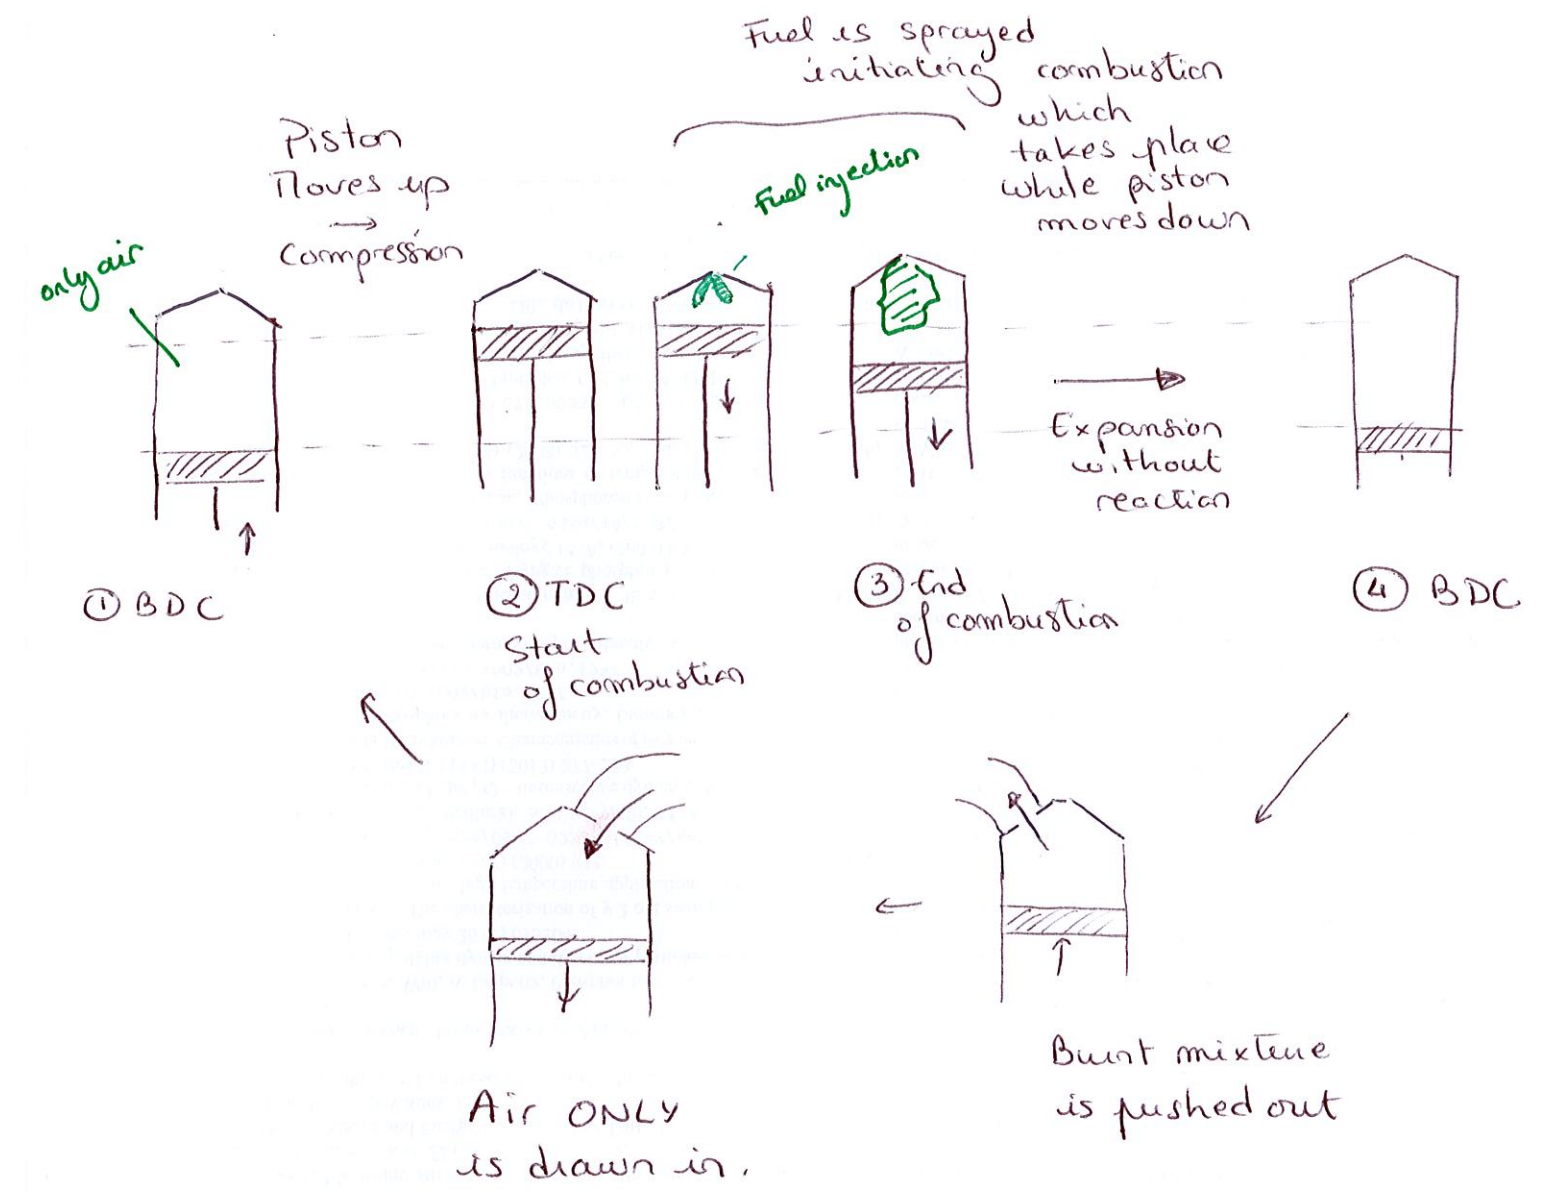 Fuel is sprayed
initiating combustion
which
takes place
while piston
moves down
Piston
Moves up
→
Compression
only air
Fuel injection
Expansion
without
reaction
① BDC
② TDC
Start
of combustion
③ End
of combustion
④ BDC
Burnt mixture
is pushed out
Air ONLY
is drawn in.